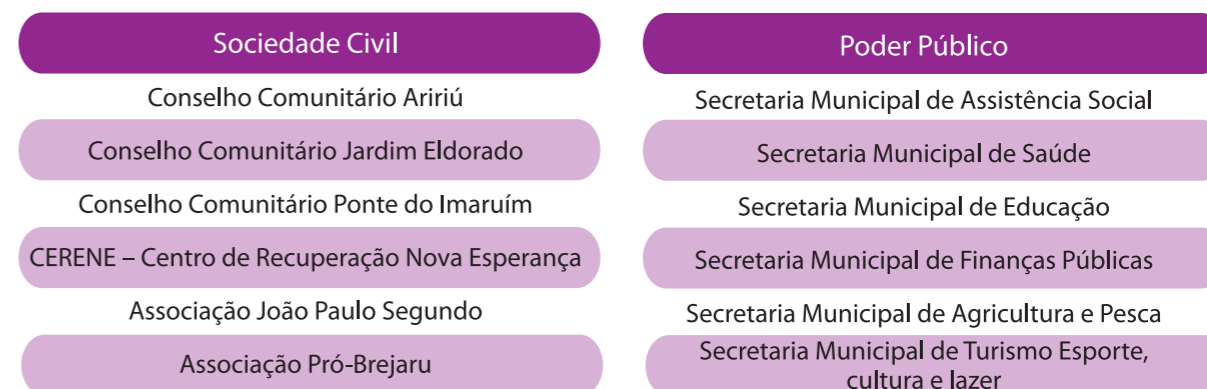 Sociedade Civil
Conselho Comunitário Aririú
Conselho Comunitário Jardim Eldorado
Conselho Comunitário Ponte do Imaruím
CERENE – Centro de Recuperação Nova Esperança
Associação João Paulo Segundo
Associação Pró-Brejaru
Poder Público
Secretaria Municipal de Assistência Social
Secretaria Municipal de Saúde
Secretaria Municipal de Educação
Secretaria Municipal de Finanças Públicas
Secretaria Municipal de Agricultura e Pesca
Secretaria Municipal de Turismo Esporte,
cultura e lazer